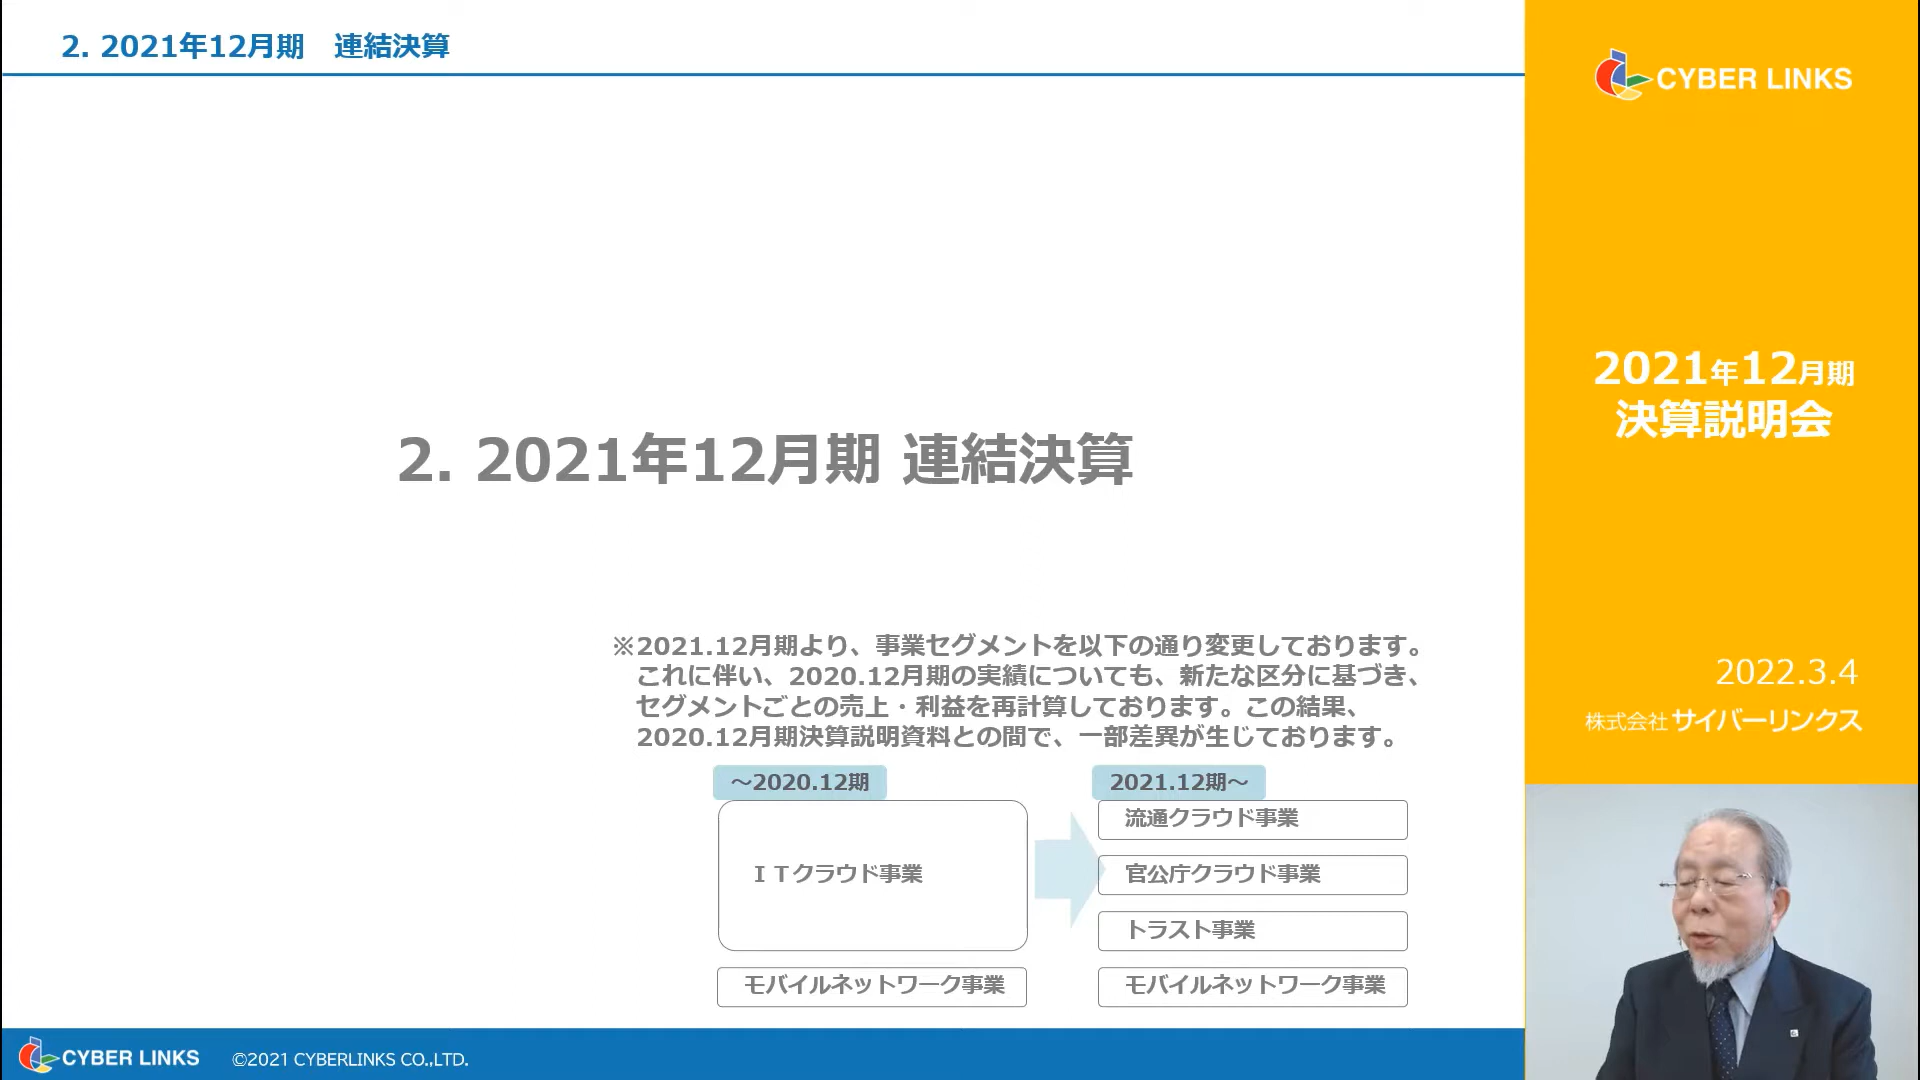 2. 2021年12月期　連結決算
2. 2021年12月期 連結決算
※2021.12月期より、事業セグメントを以下の通り変更しております。
これに伴い、2020.12月期の実績についても、新たな区分に基づき、
セグメントごとの売上・利益を再計算しております。この結果、
2020.12月期決算説明資料との間で、一部差異が生じております。
～2020.12期
ＩＴクラウド事業
モバイルネットワーク事業
2021.12期～
流通クラウド事業
官公庁クラウド事業
トラスト事業
モバイルネットワーク事業
CYBER LINKS ©2021 CYBERLINKS CO.,LTD.
CYBER LINKS
2021年12月期
決算説明会
2022.3.4
株式会社サイバーリンクス